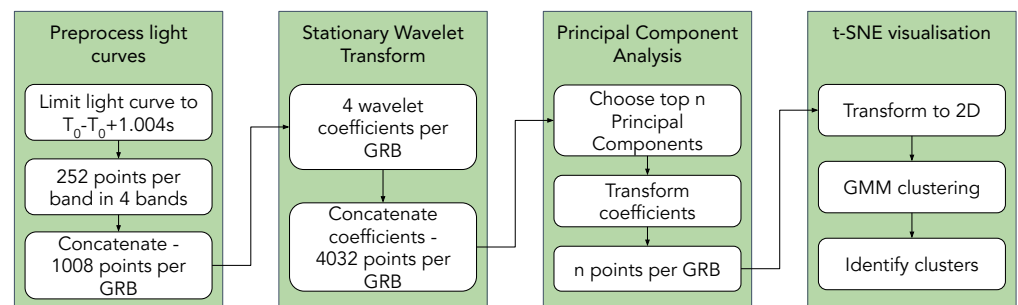 Preprocess light
curves
Limit light curve to
T₀-T₀+1.004s
252 points per
band in 4 bands
Concatenate -
1008 points per
GRB
Stationary Wavelet
Transform
4 wavelet
coefficients per
GRB
Concatenate
coefficients -
4032 points per
GRB
Principal Component
Analysis
Choose top n
Principal
Components
Transform
coefficients
n points per GRB
t-SNE visualisation
Transform to 2D
GMM clustering
Identify clusters